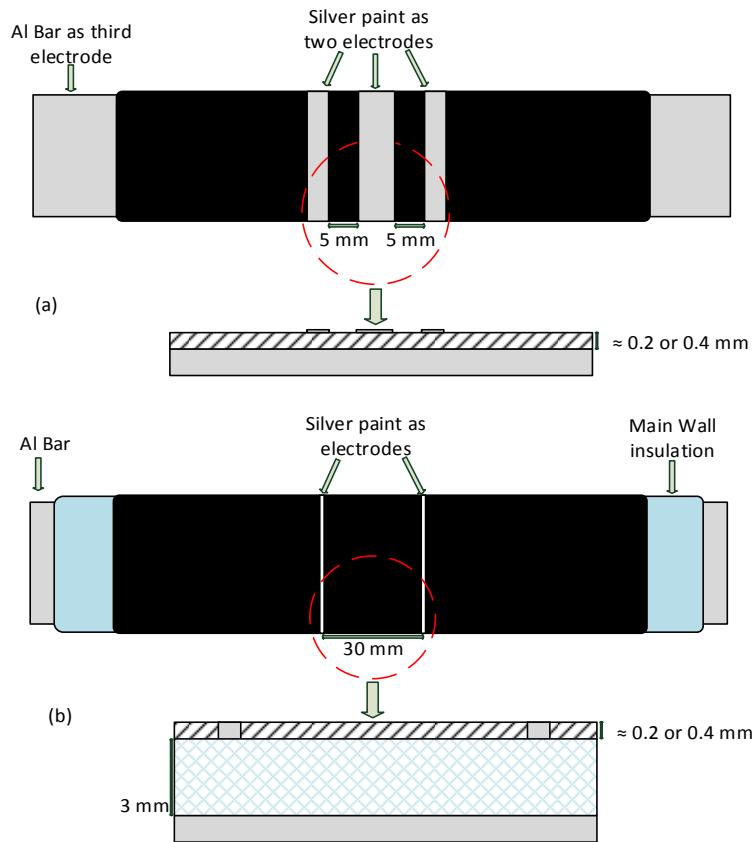 Al Bar as third
electrode
Silver paint as
two electrodes
5 mm
5 mm
(a)
≈ 0.2 or 0.4 mm
Al Bar
Silver paint as
electrodes
Main Wall
insulation
30 mm
(b)
≈ 0.2 or 0.4 mm
3 mm